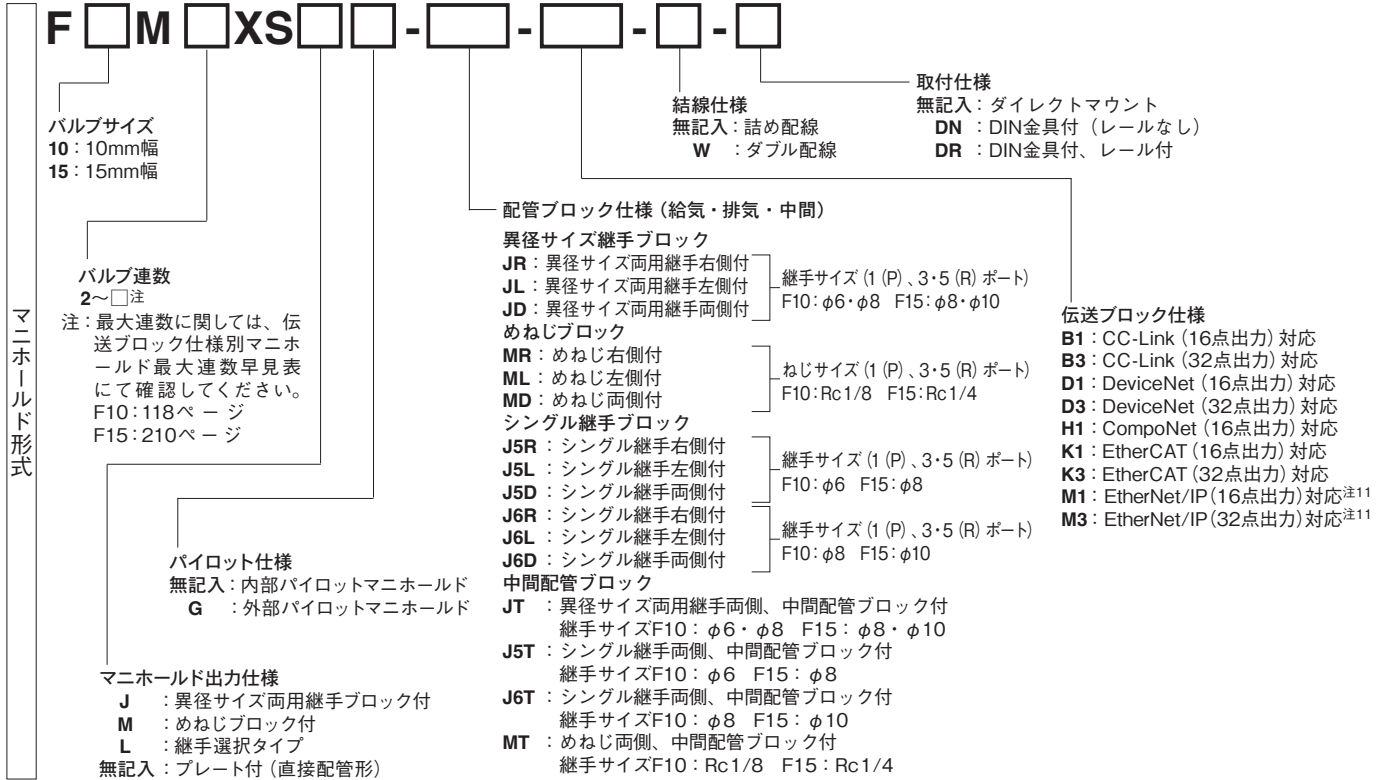 F□M□XS□□-□-□-□-□
マニホールド形式
バルブサイズ
10：10mm幅
15：15mm幅
バルブ連数
2～□注
注：最大連数に関しては、伝
送ブロック仕様別マニホ
ールド最大連数早見表
にて確認してください。
F10：118ページ
F15：210ページ
パイロット仕様
無記入：内部パイロットマニホールド
G ：外部パイロットマニホールド
マニホールド出力仕様
J ：異径サイズ両用継手ブロック付
M ：めねじブロック付
L ：継手選択タイプ
無記入：プレート付（直接配管形）
配管ブロック仕様（給気・排気・中間）
異径サイズ継手ブロック
JR：異径サイズ両用継手右側付
JL：異径サイズ両用継手左側付
JD：異径サイズ両用継手両側付
継手サイズ（1（P）、3・5（R）ポート）
F10：φ6・φ8 F15：φ8・φ10
めねじブロック
MR：めねじ右側付
ML：めねじ左側付
MD：めねじ両側付
ねじサイズ（1（P）、3・5（R）ポート）
F10：Rc1/8 F15：Rc1/4
シングル継手ブロック
J5R：シングル継手右側付
J5L：シングル継手左側付
J5D：シングル継手両側付
継手サイズ（1（P）、3・5（R）ポート）
F10：φ6 F15：φ8
J6R：シングル継手右側付
J6L：シングル継手左側付
J6D：シングル継手両側付
継手サイズ（1（P）、3・5（R）ポート）
F10：φ8 F15：φ10
中間配管ブロック
JT ：異径サイズ両用継手両側、中間配管ブロック付
継手サイズF10：φ6・φ8 F15：φ8・φ10
J5T：シングル継手両側、中間配管ブロック付
継手サイズF10：φ6 F15：φ8
J6T：シングル継手両側、中間配管ブロック付
継手サイズF10：φ8 F15：φ10
MT ：めねじ両側、中間配管ブロック付
継手サイズF10：Rc1/8 F15：Rc1/4
結線仕様
無記入：詰め配線
W ：ダブル配線
取付仕様
無記入：ダイレクトマウント
DN ：DIN金具付（レールなし）
DR ：DIN金具付、レール付
伝送ブロック仕様
B1：CC-Link（16点出力）対応
B3：CC-Link（32点出力）対応
D1：DeviceNet（16点出力）対応
D3：DeviceNet（32点出力）対応
H1：CompoNet（16点出力）対応
K1：EtherCAT（16点出力）対応
K3：EtherCAT（32点出力）対応
M1：EtherNet/IP（16点出力）対応注11
M3：EtherNet/IP（32点出力）対応注11